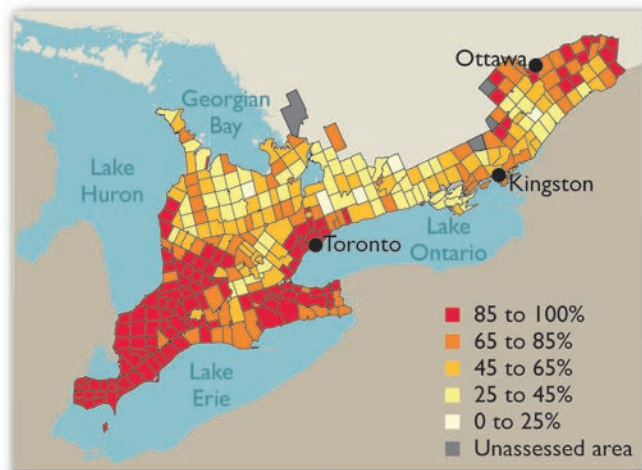 Ottawa
Georgian
Bay
Lake
Huron
Kingston
Toronto
Lake
Ontario
Lake
Erie
85 to 100%
65 to 85%
45 to 65%
25 to 45%
0 to 25%
Unassessed area